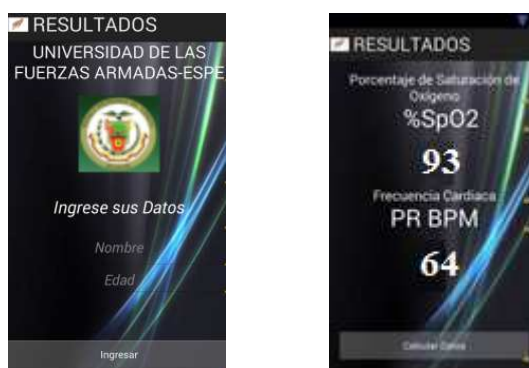 RESULTADOS
UNIVERSIDAD DE LAS
FUERZAS ARMADAS-ESPE
Ingrese sus Datos
Nombre
Edad
Ingresar
RESULTADOS
Porcentaje de Saturación de
Oxigeno
%SpO2
93
Frecuencia Cardiaca
PR BPM
64
Calcular Datos